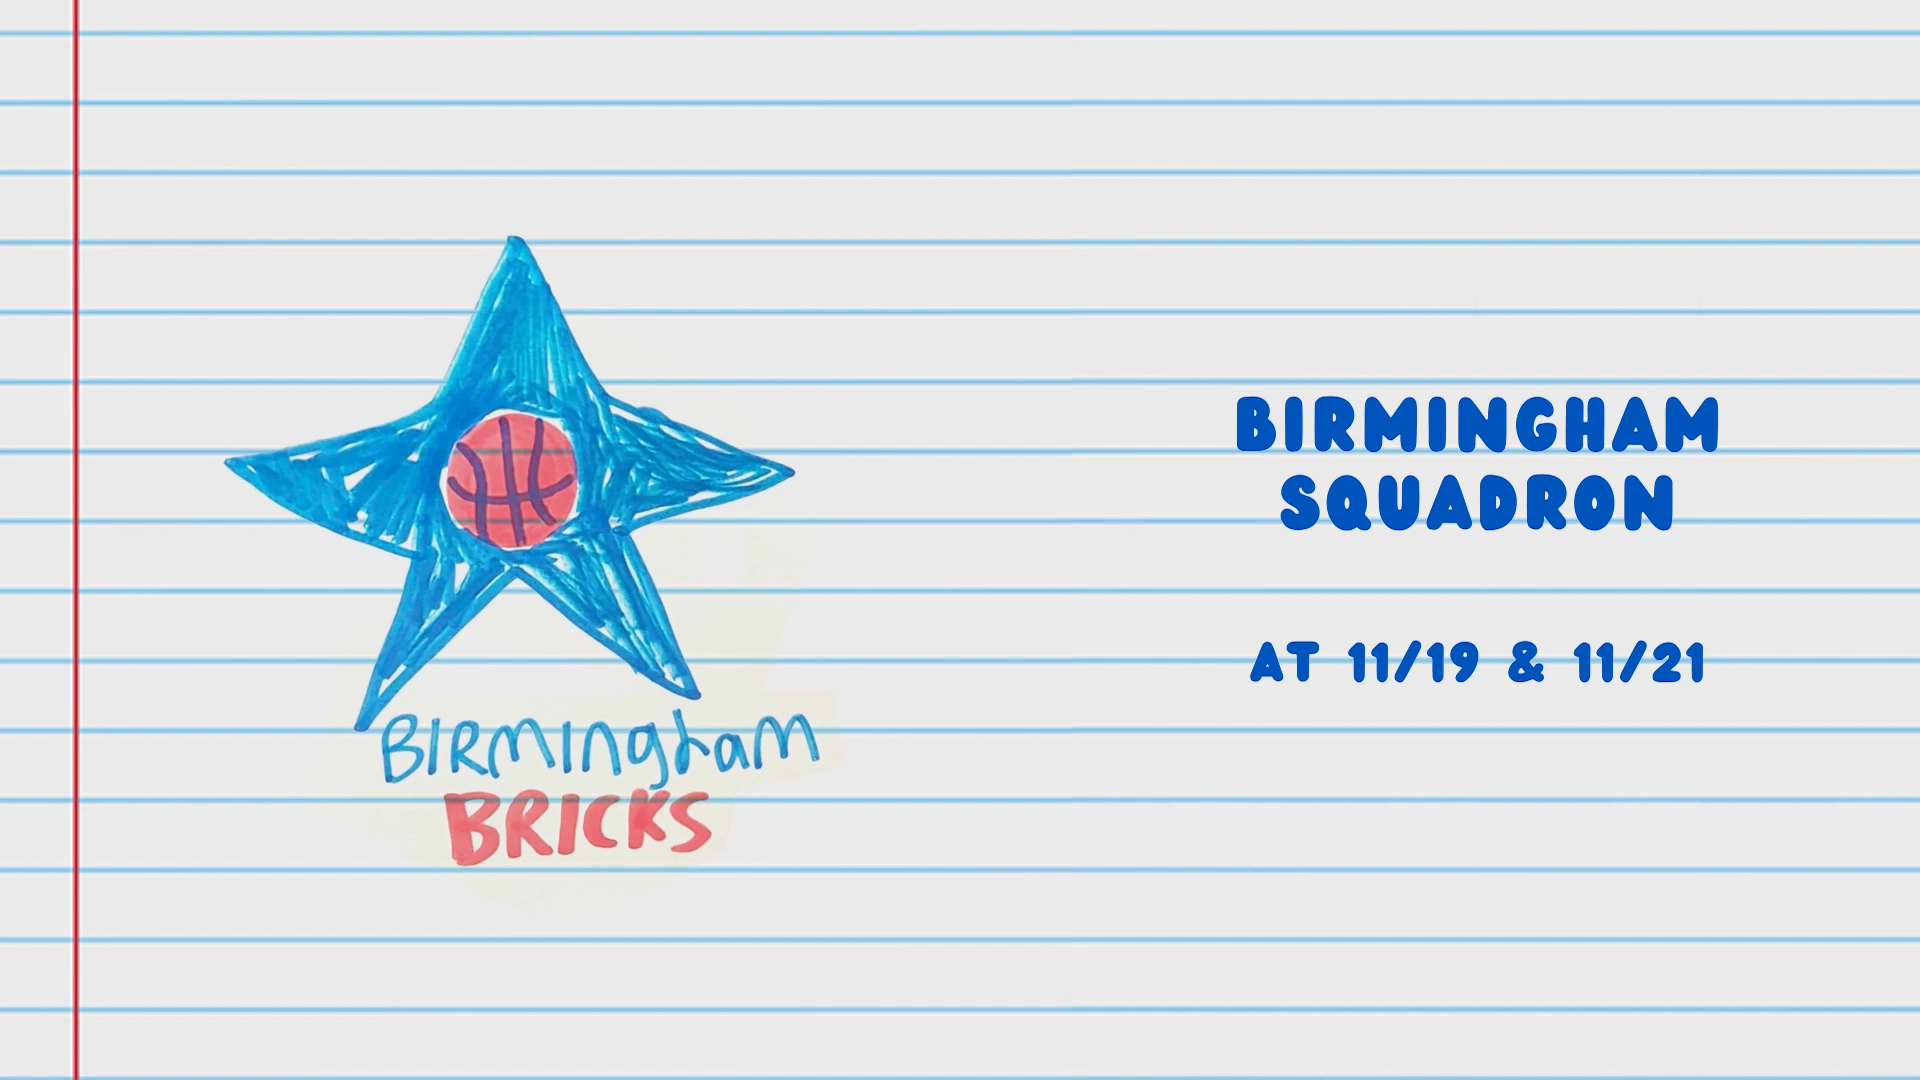 BIRMINGHAM
SQUADRON
AT 11/19 & 11/21
BIRMIngham
BRICKS